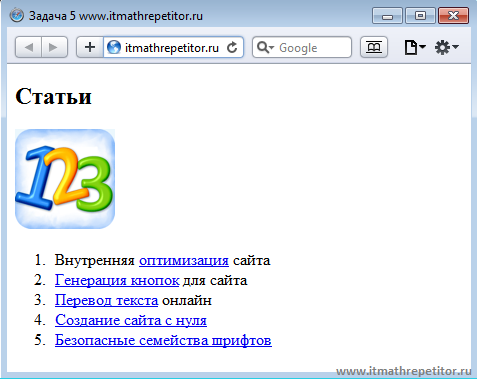 Задача 5 www.itmathrepetitor.ru
itmathrepetitor.ru
Google
Статьи
123
1. Внутренняя оптимизация сайта
2. Генерация кнопок для сайта
3. Перевод текста онлайн
4. Создание сайта с нуля
5. Безопасные семейства шрифтов
www.itmathrepetitor.ru